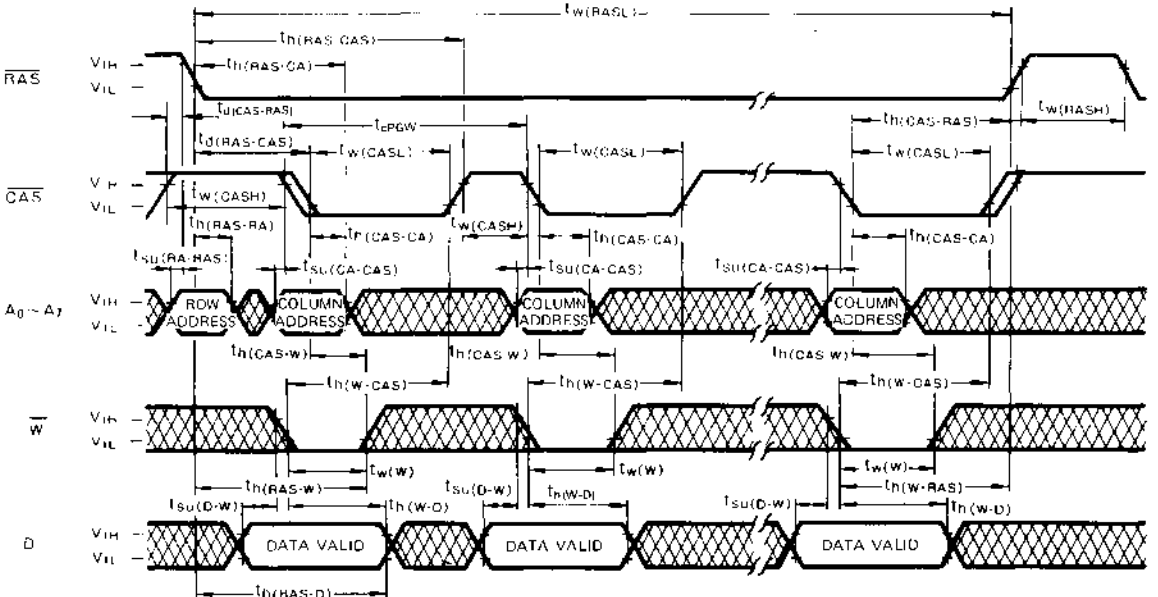 tw(RASL)
th(RAS-CAS)
th(RAS-CA)
RAS
VIH
VIL
td(CAS-RAS)
tw(RASH)
tcPGW
th(CAS-RAS)
td(RAS-CAS)
tw(CASL)
tw(CASL)
tw(CASL)
CAS
VIH
VIL
tw(CASH)
tw(CASH)
th(RAS-RA)
th(CAS-CA)
th(CAS-CA)
th(CAS-CA)
tsu(RA-RAS)
tsu(CA-CAS)
tsu(CA-CAS)
tsu(CA-CAS)
A0~A7
VIH
VIL
ROW ADDRESS
COLUMN ADDRESS
COLUMN ADDRESS
COLUMN ADDRESS
th(CAS-W)
th(CAS-W)
th(CAS-W)
th(W-CAS)
th(W-CAS)
th(W-CAS)
W
VIH
VIL
tw(W)
tw(W)
tw(W)
th(RAS-W)
th(W-RAS)
tsu(D-W)
th(W-D)
tsu(D-W)
th(W-D)
tsu(D-W)
th(W-D)
D
VIH
VIL
DATA VALID
DATA VALID
DATA VALID
th(RAS-D)